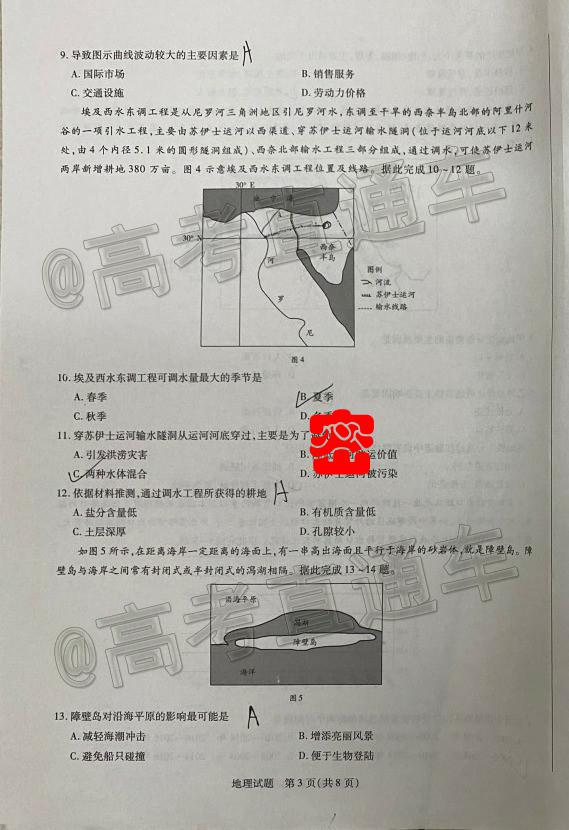 9. 导致图示曲线波动较大的主要因素是 A
A. 国际市场 B. 销售服务
C. 交通设施 D. 劳动力价格
埃及西水东调工程是从尼罗河三角洲地区引尼罗河水,东调至干旱的西奈半岛北部的阿里什河
谷的一项引水工程,主要由苏伊士运河以西渠道、穿苏伊士运河输水隧洞(位于运河河底以下12米
处,由4个内径5.1米的圆形隧洞组成)、西奈北部输水工程三部分组成,通过调水,可使苏伊士运河
两岸新增耕地380万亩。图4示意埃及西水东调工程位置及线路。据此完成10~12题。
30° E
地中海
30° N
西奈
半岛
河
罗
尼
图例
河流
苏伊士运河
输水线路
图4
10. 埃及西水东调工程可调水量最大的季节是
A. 春季 B. 夏季
C. 秋季 D.
11. 穿苏伊士运河输水隧洞从运河河底穿过,主要是为了
A. 引发洪涝灾害 B. 运价值
C. 两种水体混合 D. 苏伊士运河被污染
12. 依据材料推测,通过调水工程所获得的耕地 A
A. 盐分含量低 B. 有机质含量低
C. 土层深厚 D. 孔隙较小
如图5所示,在距离海岸一定距离的海面上,有一串高出海面且平行于海岸的砂岩体,就是障壁岛。障
壁岛与海岸之间常有封闭式或半封闭式的潟湖相隔。据此完成13~14题。
沿海平原
潟湖
障壁岛
海洋
图5
13. 障壁岛对沿海平原的影响最可能是 A
A. 减轻海潮冲击 B. 增添亮丽风景
C. 避免船只碰撞 D. 便于生物登陆
地理试题 第3页(共8页)
@高考直通车
@高考直通车